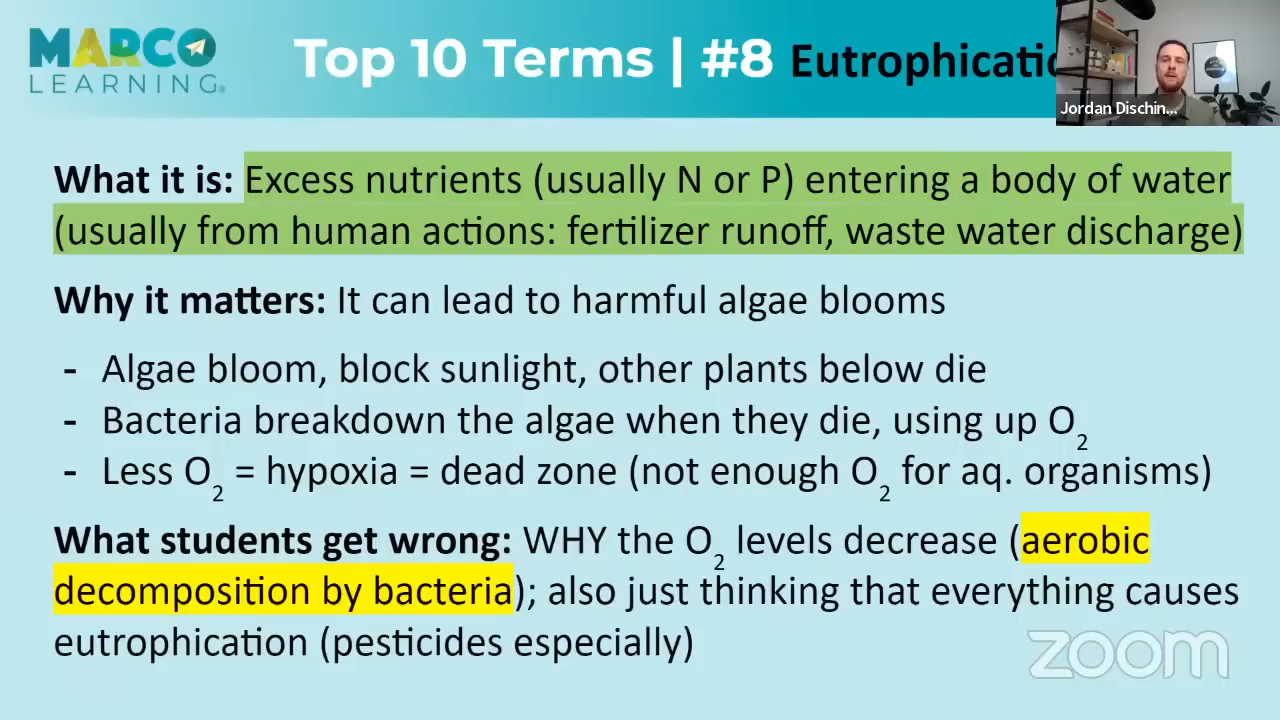 MARCO
LEARNING®
Top 10 Terms | #8 Eutrophicatio
Jordan Dischin...
What it is: Excess nutrients (usually N or P) entering a body of water
(usually from human actions: fertilizer runoff, waste water discharge)
Why it matters: It can lead to harmful algae blooms
- Algae bloom, block sunlight, other plants below die
- Bacteria breakdown the algae when they die, using up O2
- Less O2 = hypoxia = dead zone (not enough O2 for aq. organisms)
What students get wrong: WHY the O2 levels decrease (aerobic
decomposition by bacteria); also just thinking that everything causes
eutrophication (pesticides especially)
zoom